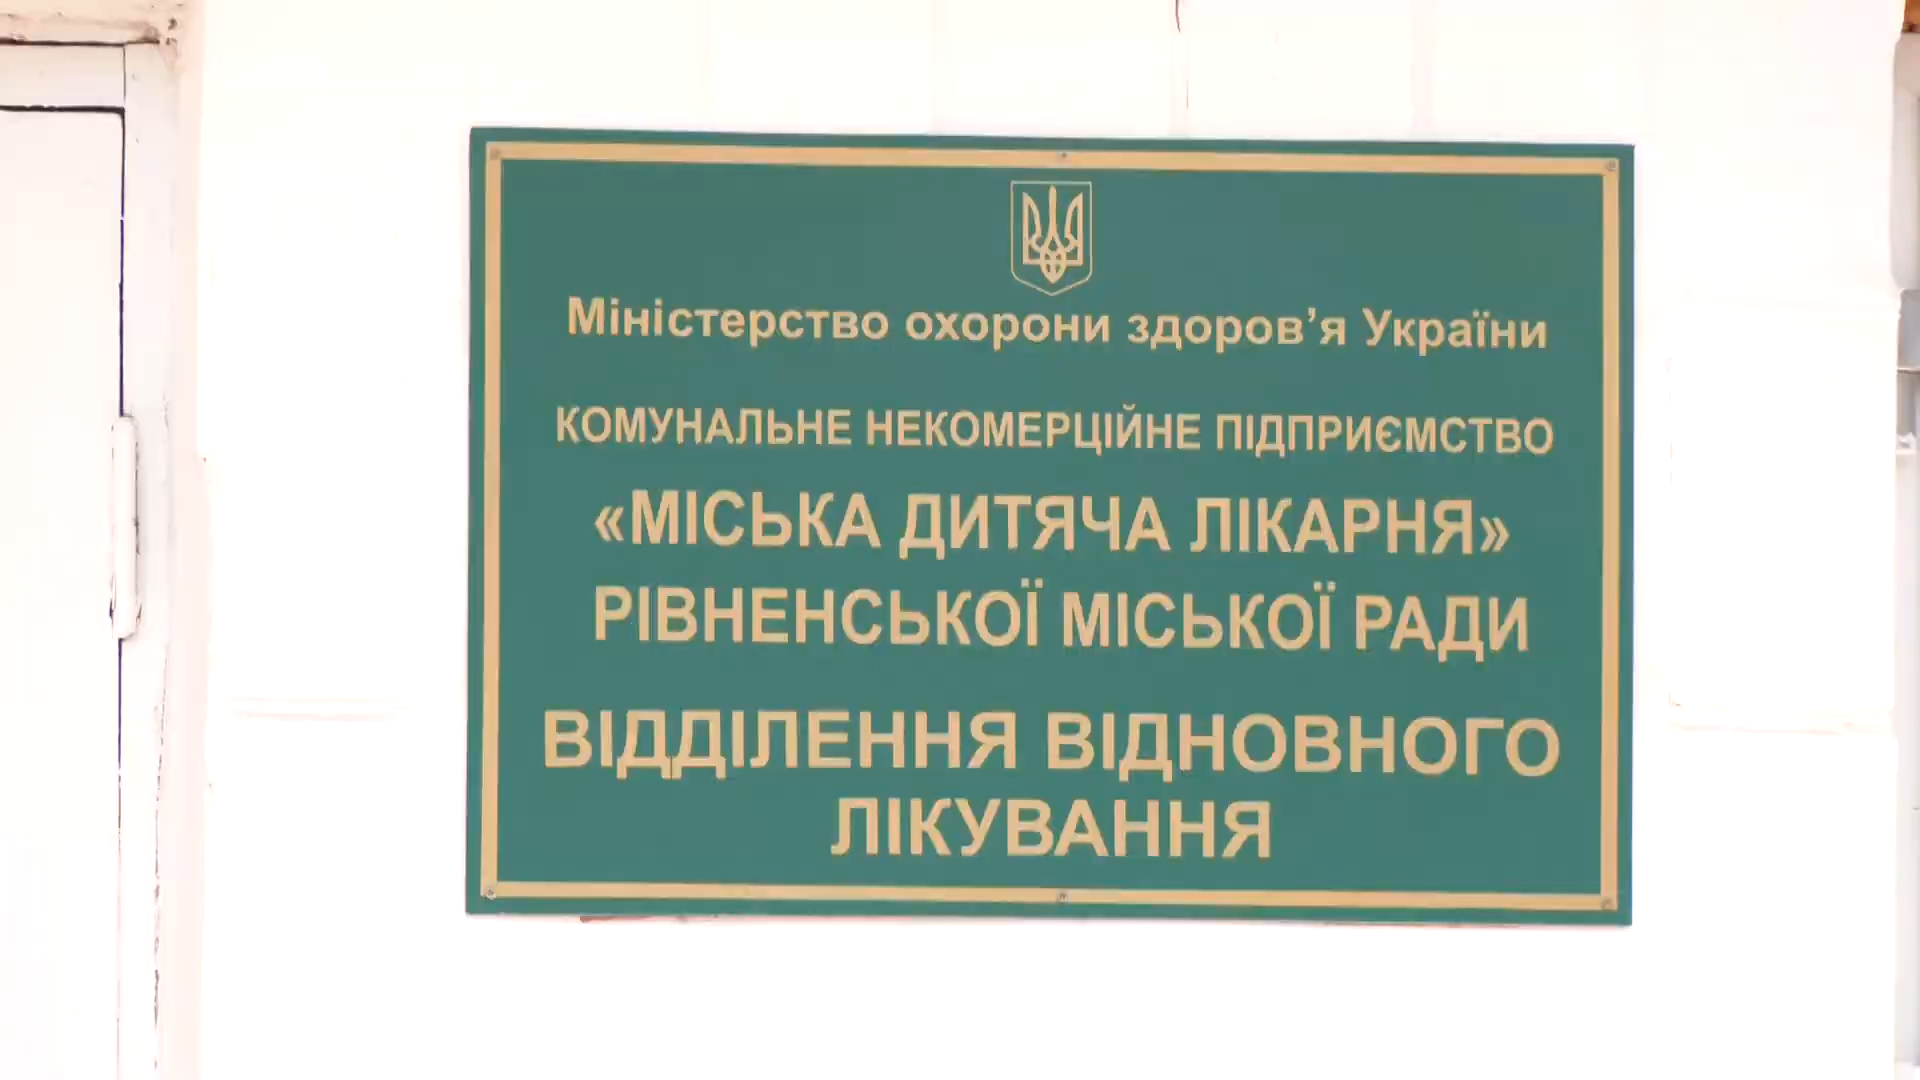 Міністерство охорони здоров’я України
КОМУНАЛЬНЕ НЕКОМЕРЦІЙНЕ ПІДПРИЄМСТВО
«МІСЬКА ДИТЯЧА ЛІКАРНЯ»
РІВНЕНСЬКОЇ МІСЬКОЇ РАДИ
ВІДДІЛЕННЯ ВІДНОВНОГО
ЛІКУВАННЯ